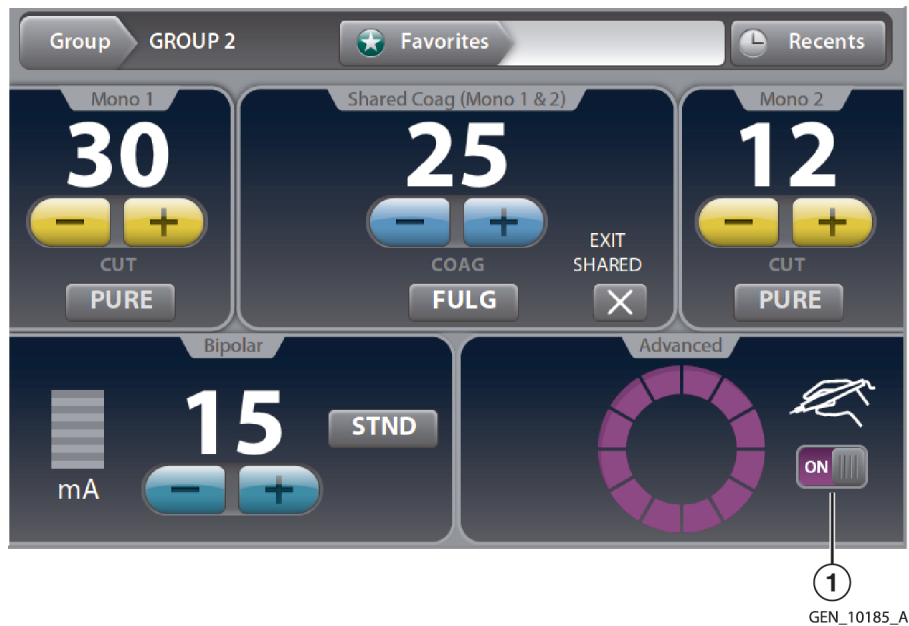 Group GROUP 2 Favorites Recents
Mono 1 Shared Coag (Mono 1 & 2) Mono 2
30 25 12
− + − + − +
EXIT
CUT COAG SHARED CUT
PURE FULG PURE
Bipolar Advanced
15
STND
ON
mA − +
1
GEN_10185_A